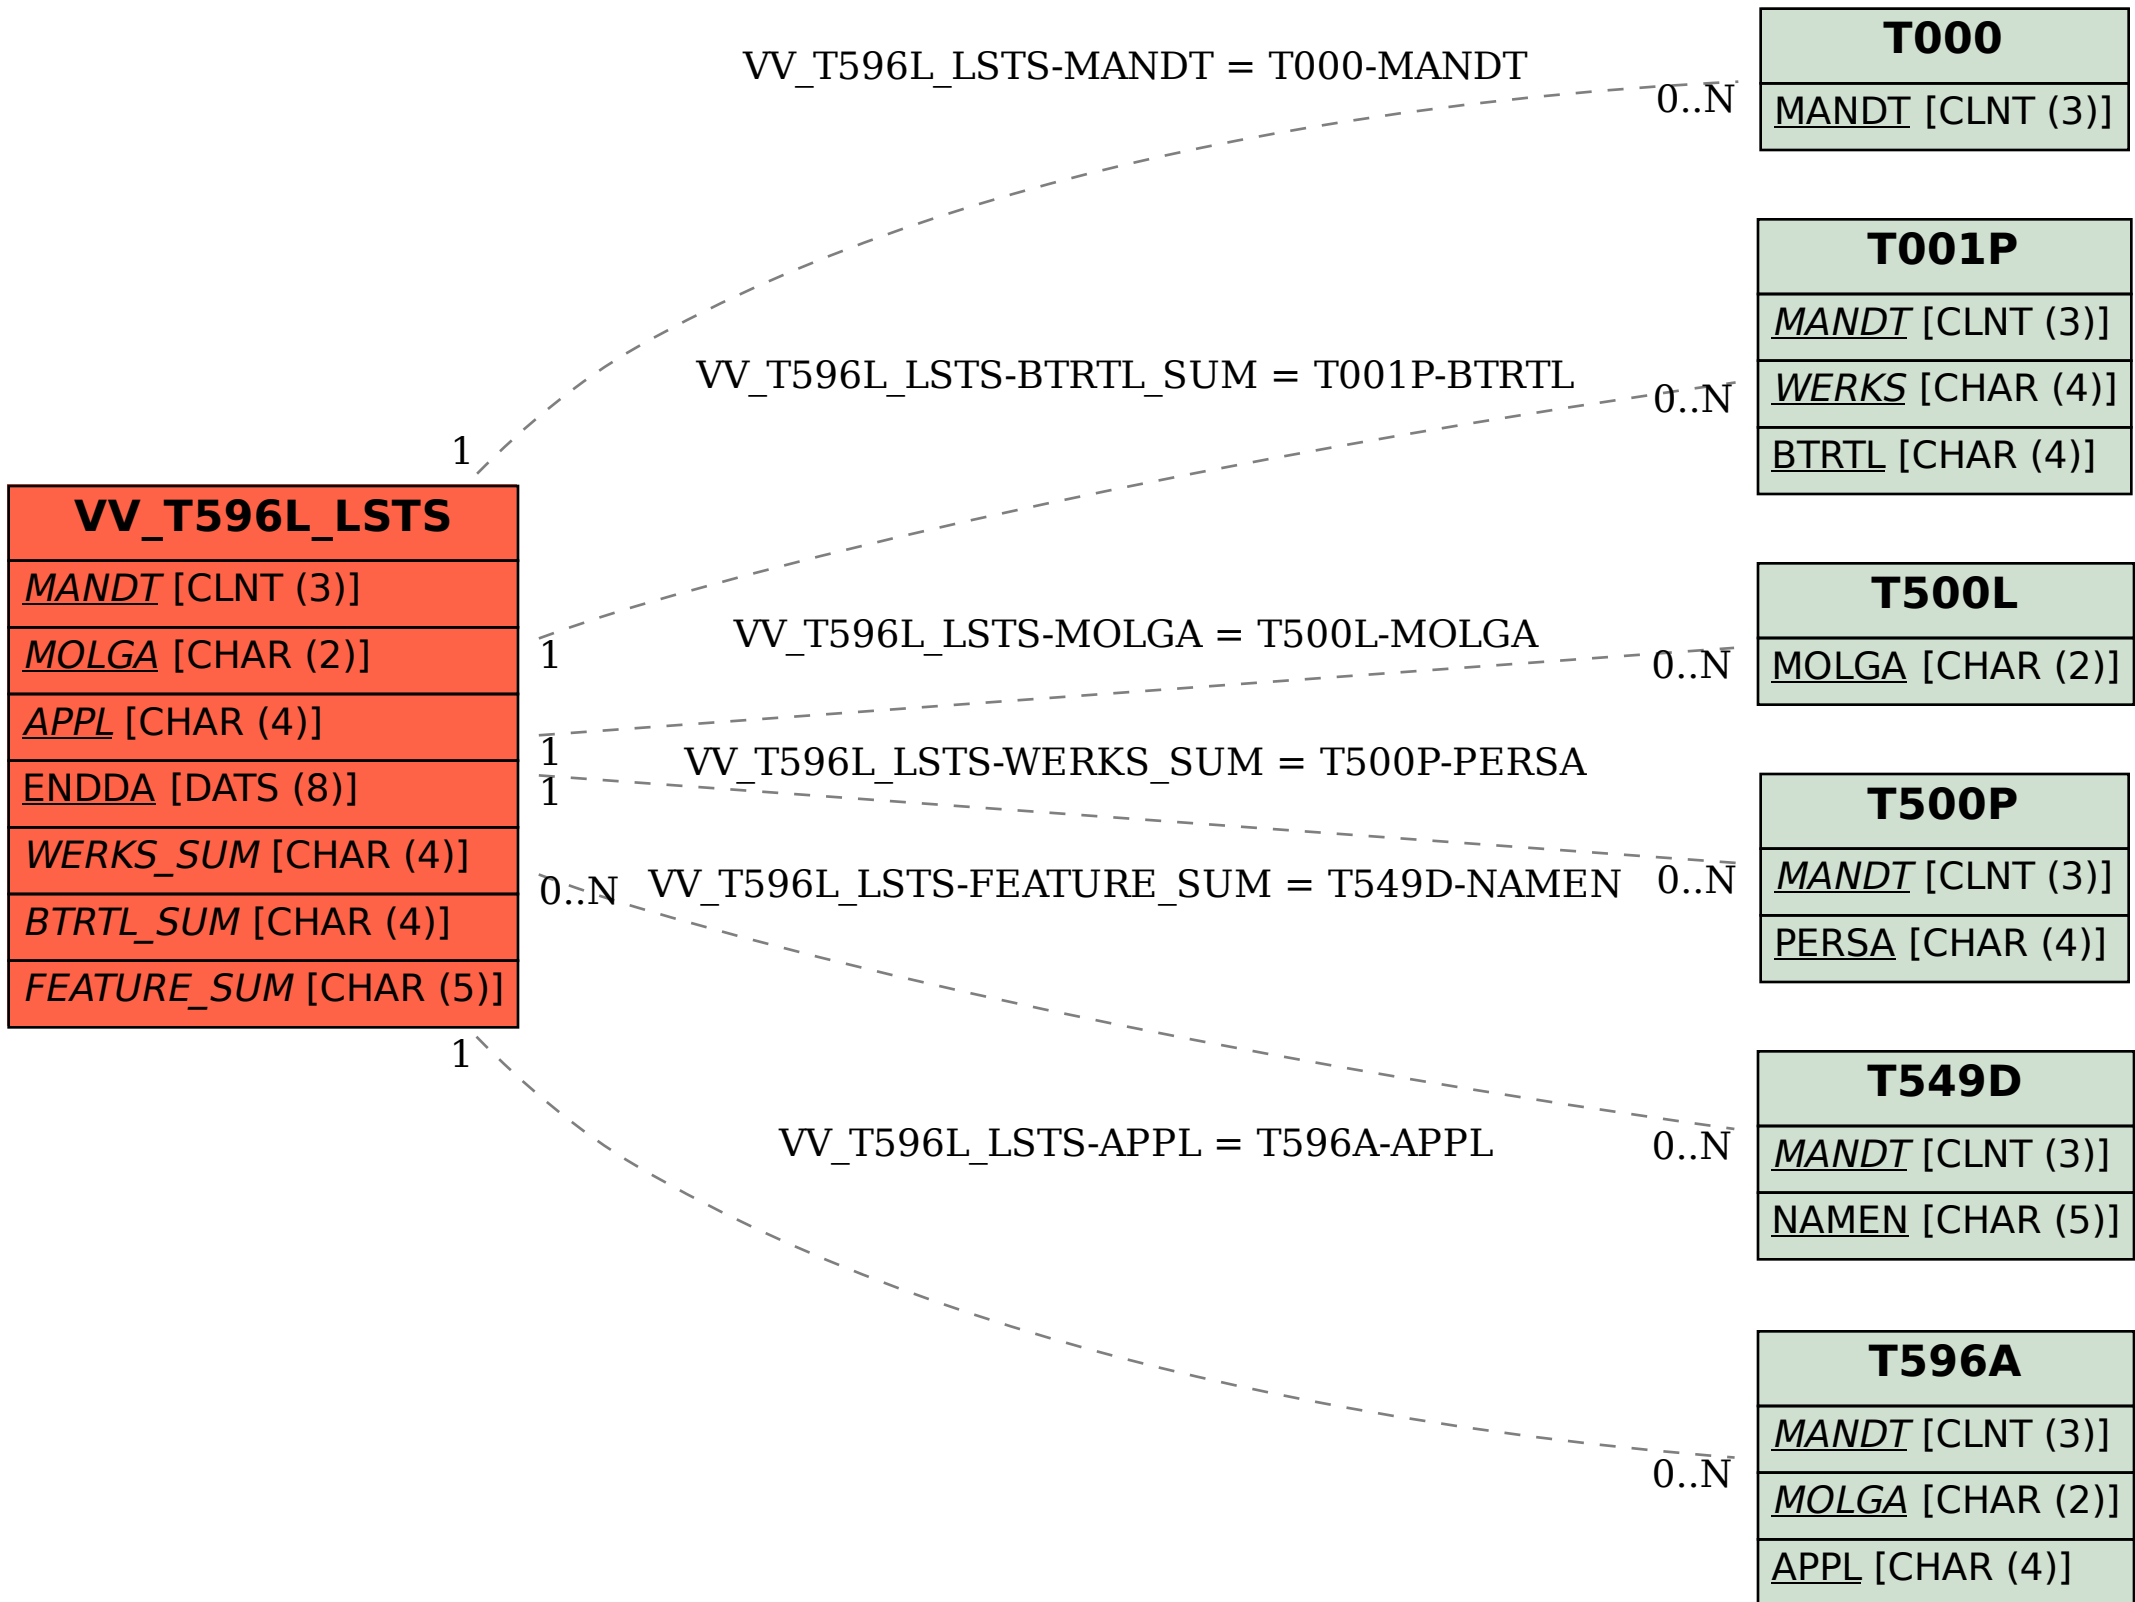 VV_T596L_LSTS
MANDT [CLNT (3)]
MOLGA [CHAR (2)]
APPL [CHAR (4)]
ENDDA [DATS (8)]
WERKS_SUM [CHAR (4)]
BTRTL_SUM [CHAR (4)]
FEATURE_SUM [CHAR (5)]
VV_T596L_LSTS-MANDT = T000-MANDT
0..N
1
VV_T596L_LSTS-BTRTL_SUM = T001P-BTRTL
0..N
1
VV_T596L_LSTS-MOLGA = T500L-MOLGA
0..N
1
VV_T596L_LSTS-WERKS_SUM = T500P-PERSA
1
0..N
VV_T596L_LSTS-FEATURE_SUM = T549D-NAMEN
0..N
0..N
1
VV_T596L_LSTS-APPL = T596A-APPL
0..N
T000
MANDT [CLNT (3)]
T001P
MANDT [CLNT (3)]
WERKS [CHAR (4)]
BTRTL [CHAR (4)]
T500L
MOLGA [CHAR (2)]
T500P
MANDT [CLNT (3)]
PERSA [CHAR (4)]
T549D
MANDT [CLNT (3)]
NAMEN [CHAR (5)]
T596A
MANDT [CLNT (3)]
MOLGA [CHAR (2)]
APPL [CHAR (4)]